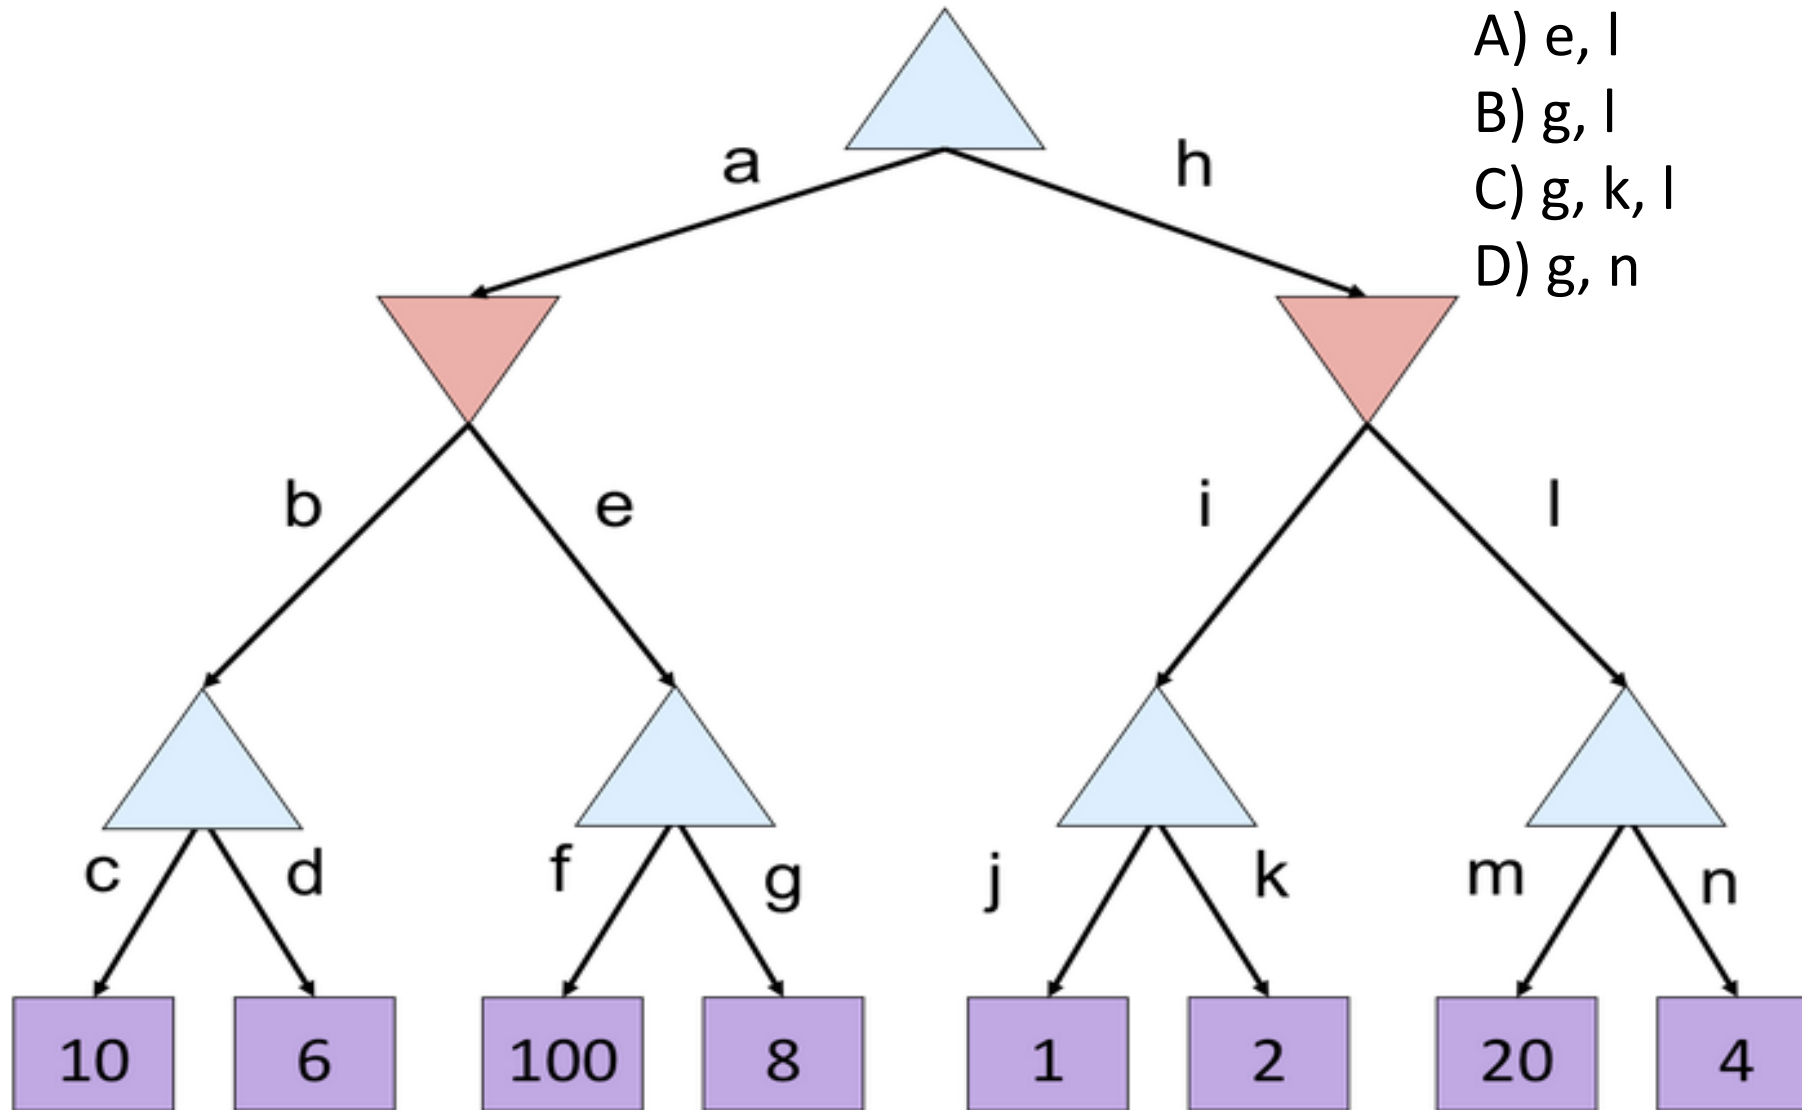 A) e, l
B) g, l
C) g, k, l
D) g, n
a h
b e i l
c d f g j k m n
10 6 100 8 1 2 20 4